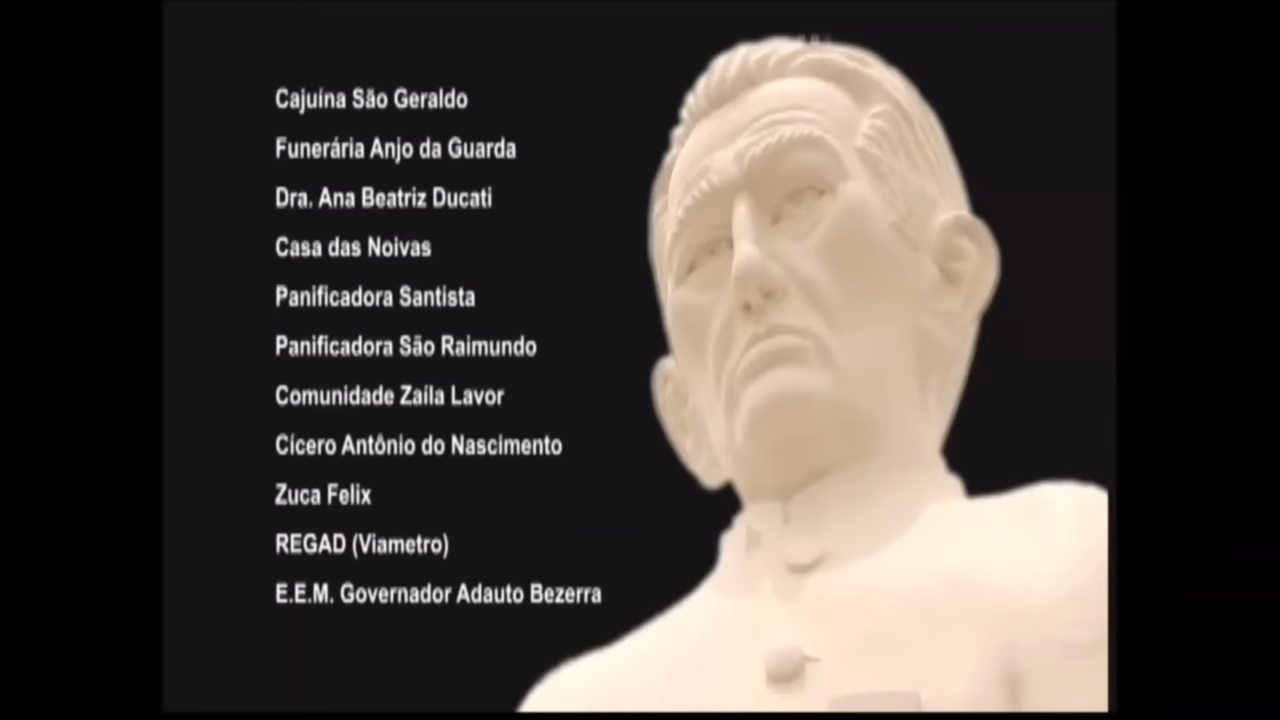 Cajuína São Geraldo
Funerária Anjo da Guarda
Dra. Ana Beatriz Ducati
Casa das Noivas
Panificadora Santista
Panificadora São Raimundo
Comunidade Zaíla Lavor
Cícero Antônio do Nascimento
Zuca Felix
REGAD (Viametro)
E.E.M. Governador Adauto Bezerra